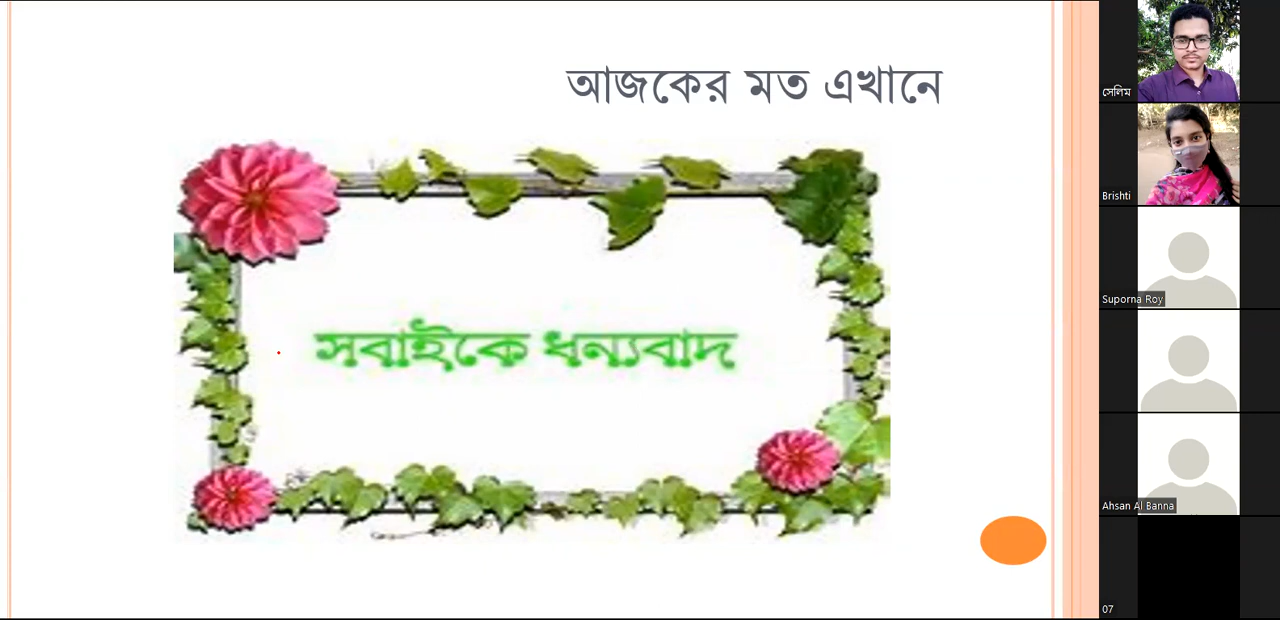 আজকের মত এখানে
সবাইকে ধন্যবাদ
সেলিম
Brishti
Suporna Roy
Ahsan Al Banna
07